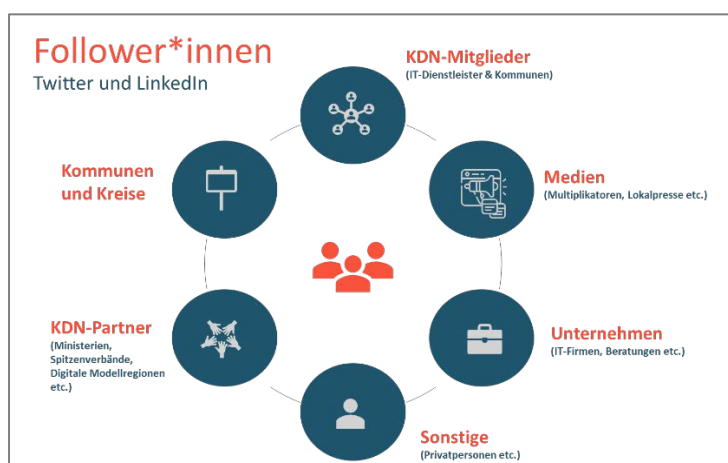 Follower*innen
Twitter und LinkedIn
KDN-Mitglieder
(IT-Dienstleister & Kommunen)
Kommunen
und Kreise
Medien
(Multiplikatoren, Lokalpresse etc.)
KDN-Partner
(Ministerien,
Spitzenverbände,
Digitale Modellregionen
etc.)
Unternehmen
(IT-Firmen, Beratungen etc.)
Sonstige
(Privatpersonen etc.)